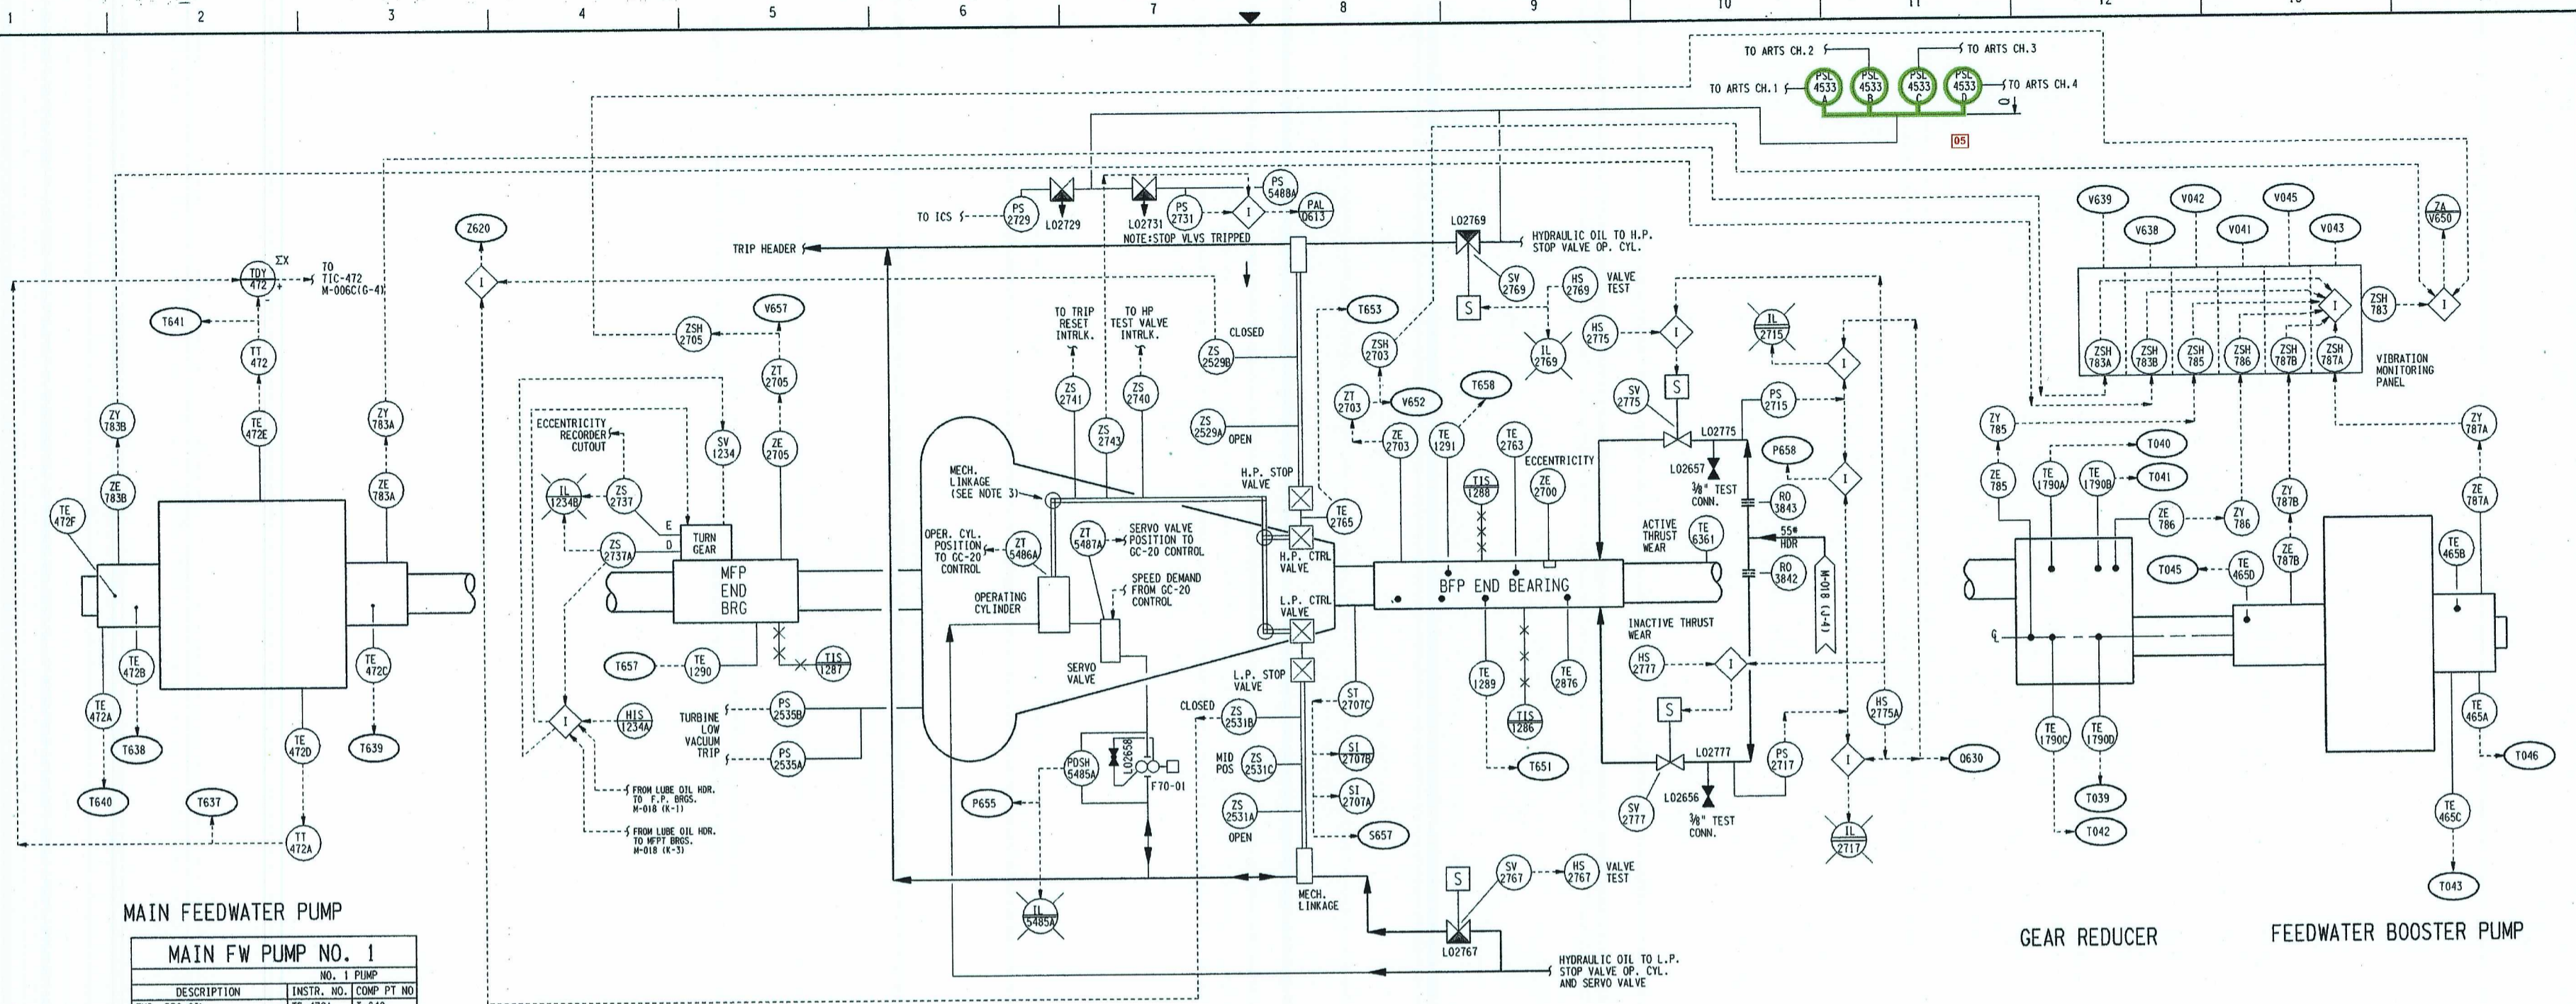 1
2
3
4
5
6
7
8
9
10
11
12
TO ARTS CH.2
TO ARTS CH.3
TO ARTS CH.1
TO ARTS CH.4
PSL
4533
A
PSL
4533
B
PSL
4533
C
PSL
4533
D
Q
05
TO ICS
PS
2729
LO2729
LO2731
PS
2731
I
PS
5488A
PAL
Q613
NOTE:STOP VLVS TRIPPED
TRIP HEADER
LO2769
HYDRAULIC OIL TO H.P.
STOP VALVE OP. CYL.
SV
2769
HS
2769
VALVE
TEST
S
IL
2769
V639
V638
V042
V041
V045
V043
ZA
V650
ZSH
783
I
I
ZSH
783A
ZSH
783B
ZSH
785
ZSH
786
ZSH
787B
ZSH
787A
VIBRATION
MONITORING
PANEL
Z620
I
TDY
472
ΣX
+
-
TO
TIC-472
M-006C(G-4)
T641
TT
472
TE
472E
ZY
783B
ZE
783B
ZY
783A
ZE
783A
TE
472F
TE
472B
TE
472A
TE
472C
TE
472D
T638
T639
T640
T637
TT
472A
MAIN FEEDWATER PUMP
MAIN FW PUMP NO. 1
NO. 1 PUMP
DESCRIPTION
INSTR. NO.
COMP PT NO
ZSH
2705
V657
ZT
2705
ZE
2705
SV
1234
ECCENTRICITY
RECORDER
CUTOUT
IL
1234B
ZS
2737
ZS
2737A
E
D
TURN
GEAR
MFP
END
BRG
T657
TE
1290
TIS
1287
I
HIS
1234A
TURBINE
LOW
VACUUM
TRIP
PS
2535B
PS
2535A
FROM LUBE OIL HDR.
TO F.P. BRGS.
M-018 (K-1)
FROM LUBE OIL HDR.
TO MFPT BRGS.
M-018 (K-3)
TO TRIP
RESET
INTRLK.
TO HP
TEST VALVE
INTRLK.
ZS
2741
ZS
2740
ZS
2743
CLOSED
ZS
2529B
ZS
2529A
OPEN
MECH.
LINKAGE
(SEE NOTE 3)
H.P. STOP
VALVE
OPER. CYL.
POSITION
TO GC-20
CONTROL
ZT
5486A
ZT
5487A
SERVO VALVE
POSITION TO
GC-20 CONTROL
SPEED DEMAND
FROM GC-20
CONTROL
OPERATING
CYLINDER
SERVO
VALVE
H.P. CTRL
VALVE
L.P. CTRL
VALVE
L.P. STOP
VALVE
CLOSED
ZS
2531B
MID
POS
ZS
2531C
ZS
2531A
OPEN
PDSH
5485A
LO2658
F70-01
P655
IL
5485A
MECH.
LINKAGE
T653
ZSH
2703
ZT
2703
V652
T658
ZE
2703
TE
1291
TE
2763
ECCENTRICITY
ZE
2700
TIS
1288
TE
2765
BFP END BEARING
TE
1289
TIS
1286
TE
2876
T651
ST
2707C
SI
2707B
SI
2707A
S657
S
SV
2767
HS
2767
VALVE
TEST
LO2767
HYDRAULIC OIL TO L.P.
STOP VALVE OP. CYL.
AND SERVO VALVE
HS
2775
I
S
SV
2775
LO2775
LO2657
3/8" TEST
CONN.
IL
2715
I
PS
2715
P658
I
RO
3843
55#
HDR
RO
3842
M-018 (J-4)
ACTIVE
THRUST
WEAR
TE
6361
INACTIVE THRUST
WEAR
HS
2777
I
S
LO2777
LO2656
3/8" TEST
CONN.
SV
2777
PS
2717
HS
2775A
I
Q630
IL
2717
ZY
785
ZE
785
TE
1790A
TE
1790B
T040
T041
ZE
786
ZY
786
ZY
787B
ZE
787B
T045
TE
465D
ZY
787A
ZE
787A
TE
465B
℄
TE
1790C
TE
1790D
T039
T042
TE
465A
T046
TE
465C
T043
GEAR REDUCER
FEEDWATER BOOSTER PUMP